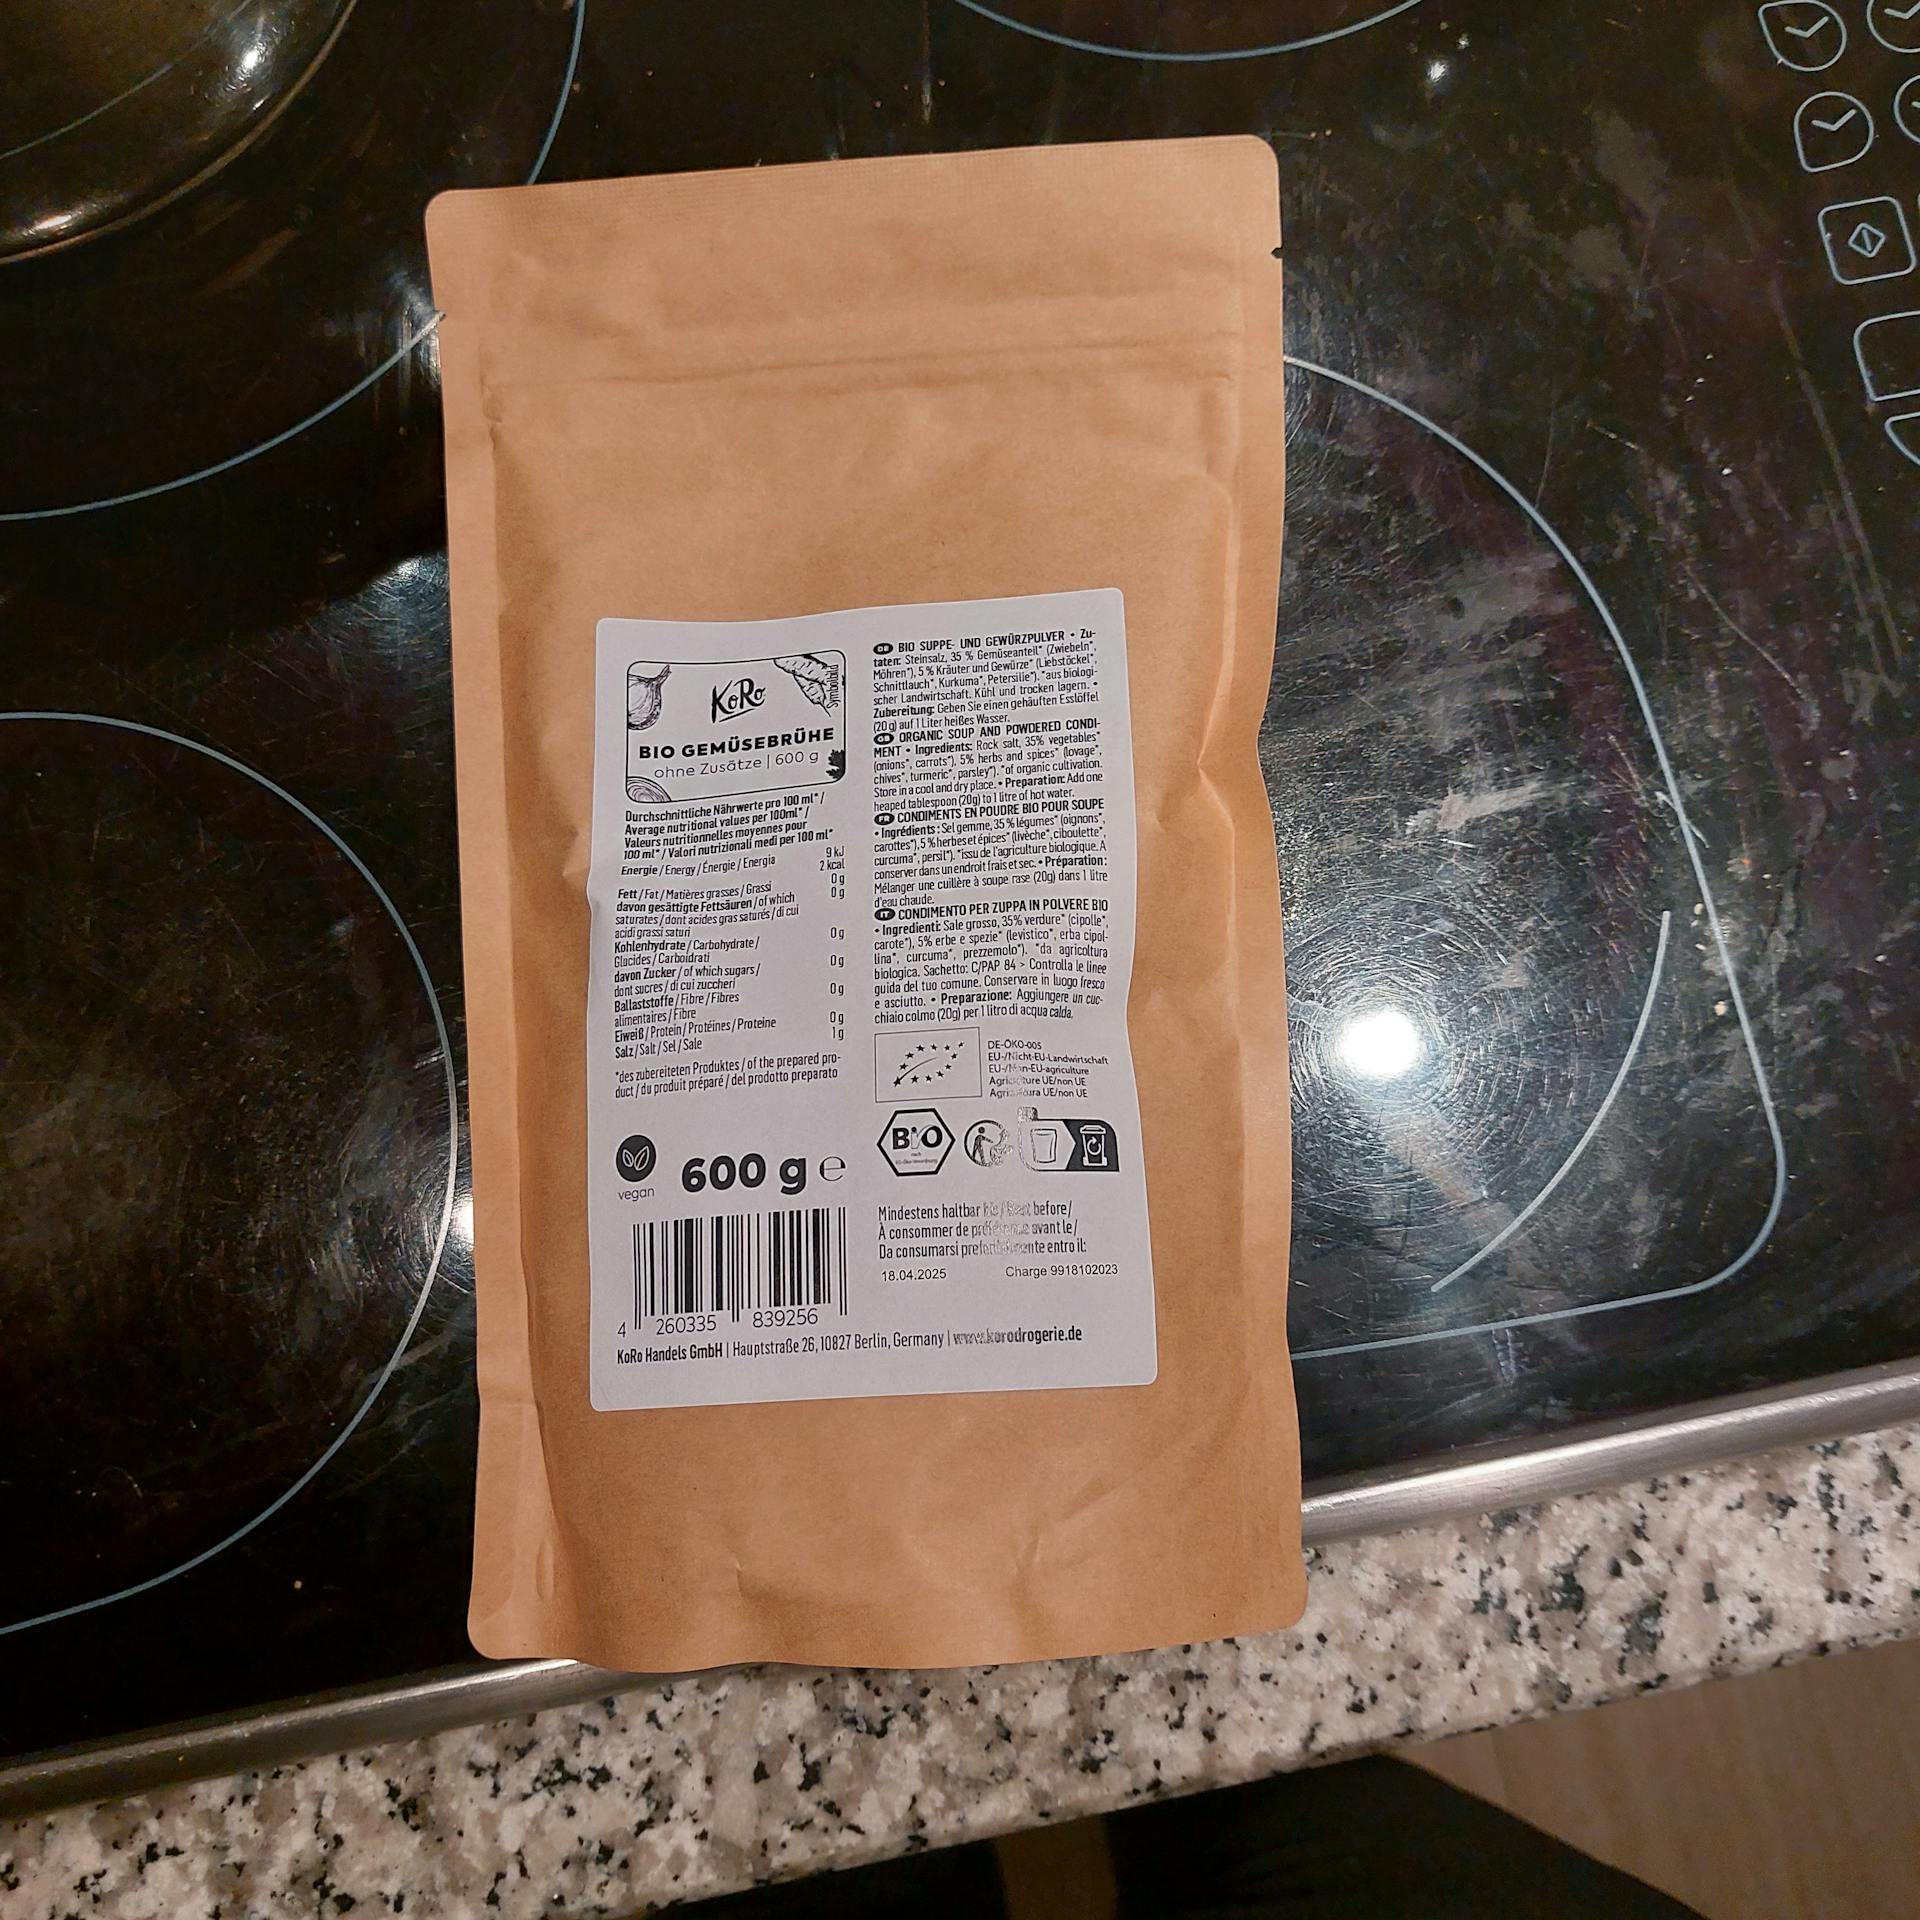 KoRo
Symbolbild
BIO GEMÜSEBRÜHE
ohne Zusätze | 600 g
Durchschnittliche Nährwerte pro 100 ml* /
Average nutritional values per 100ml* /
Valeurs nutritionnelles moyennes pour
100 ml* / Valori nutrizionali medi per 100 ml*
Energie / Energy / Énergie / Energia 9 kJ
2 kcal
Fett / Fat / Matières grasses / Grassi 0 g
davon gesättigte Fettsäuren / of which 0 g
saturates / dont acides gras saturés / di cui
acidi grassi saturi
Kohlenhydrate / Carbohydrate / 0 g
Glucides / Carboidrati
davon Zucker / of which sugars / 0 g
dont sucres / di cui zuccheri
Ballaststoffe / Fibre / Fibres 0 g
alimentaires / Fibre
Eiweiß / Protein / Protéines / Proteine 0 g
Salz / Salt / Sel / Sale 1 g
*des zubereiteten Produktes / of the prepared pro-
duct / du produit préparé / del prodotto preparato
vegan
600 g e
4 260335 839256
DE BIO SUPPE- UND GEWÜRZPULVER • Zu-
taten: Steinsalz, 35 % Gemüseanteil* (Zwiebeln*,
Möhren*), 5 % Kräuter und Gewürze* (Liebstöckel*,
Schnittlauch*, Kurkuma*, Petersilie*). *aus biologi-
scher Landwirtschaft. Kühl und trocken lagern. •
Zubereitung: Geben Sie einen gehäuften Esslöffel
(20 g) auf 1 Liter heißes Wasser.
GB ORGANIC SOUP AND POWDERED CONDI-
MENT • Ingredients: Rock salt, 35% vegetables*
(onions*, carrots*), 5% herbs and spices* (lovage*,
chives*, turmeric*, parsley*). *of organic cultivation.
Store in a cool and dry place. • Preparation: Add one
heaped tablespoon (20g) to 1 litre of hot water.
FR CONDIMENTS EN POUDRE BIO POUR SOUPE
• Ingrédients : Sel gemme, 35 % légumes* (oignons*,
carottes*), 5 % herbes et épices* (livèche*, ciboulette*,
curcuma*, persil*). *issu de l'agriculture biologique. A
conserver dans un endroit frais et sec. • Préparation:
Mélanger une cuillère à soupe rase (20g) dans 1 litre
d'eau chaude.
IT CONDIMENTO PER ZUPPA IN POLVERE BIO
• Ingredienti: Sale grosso, 35% verdure* (cipolle*,
carote*), 5% erbe e spezie* (levistico*, erba cipol-
lina*, curcuma*, prezzemolo*). *da agricoltura
biologica. Sachetto: C/PAP 84 > Controlla le linee
guida del tuo comune. Conservare in luogo fresco
e asciutto. • Preparazione: Aggiungere un cuc-
chiaio colmo (20g) per 1 litro di acqua calda.
DE-ÖKO-005
EU-/Nicht-EU-Landwirtschaft
EU-/Non-EU-agriculture
Agriculture UE/non UE
Agricoltura UE/non UE
BIO
nach
EG-Öko-Verordnung
Mindestens haltbar bis / Best before /
À consommer de préférence avant le /
Da consumarsi preferibilmente entro il:
18.04.2025 Charge 9918102023
KoRo Handels GmbH | Hauptstraße 26, 10827 Berlin, Germany | www.korodrogerie.de